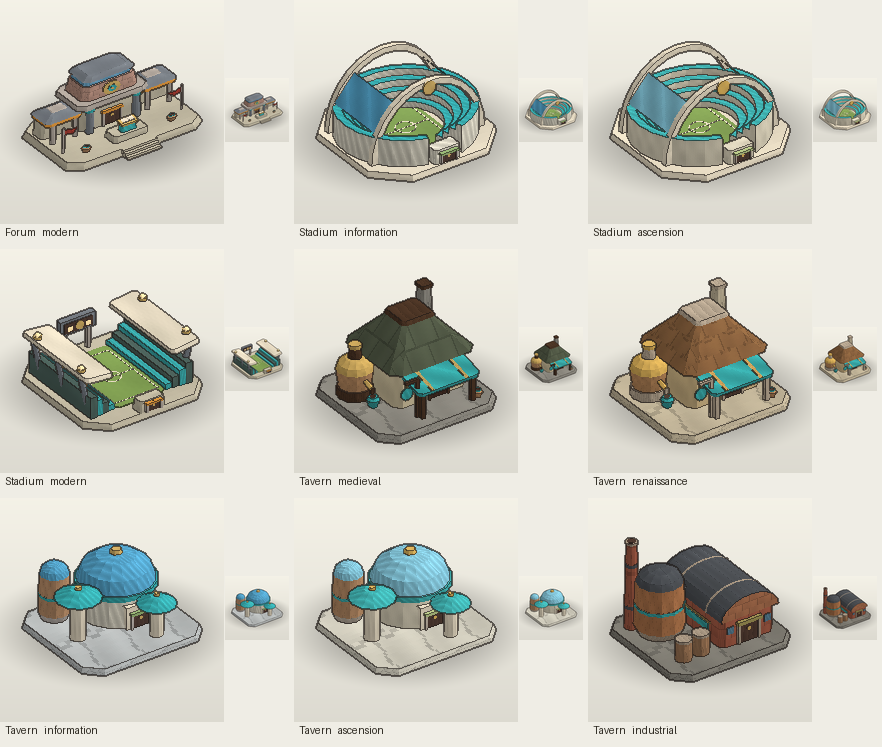 Forum modern
Stadium information
Stadium ascension
Stadium modern
Tavern medieval
Tavern renaissance
Tavern information
Tavern ascension
Tavern industrial